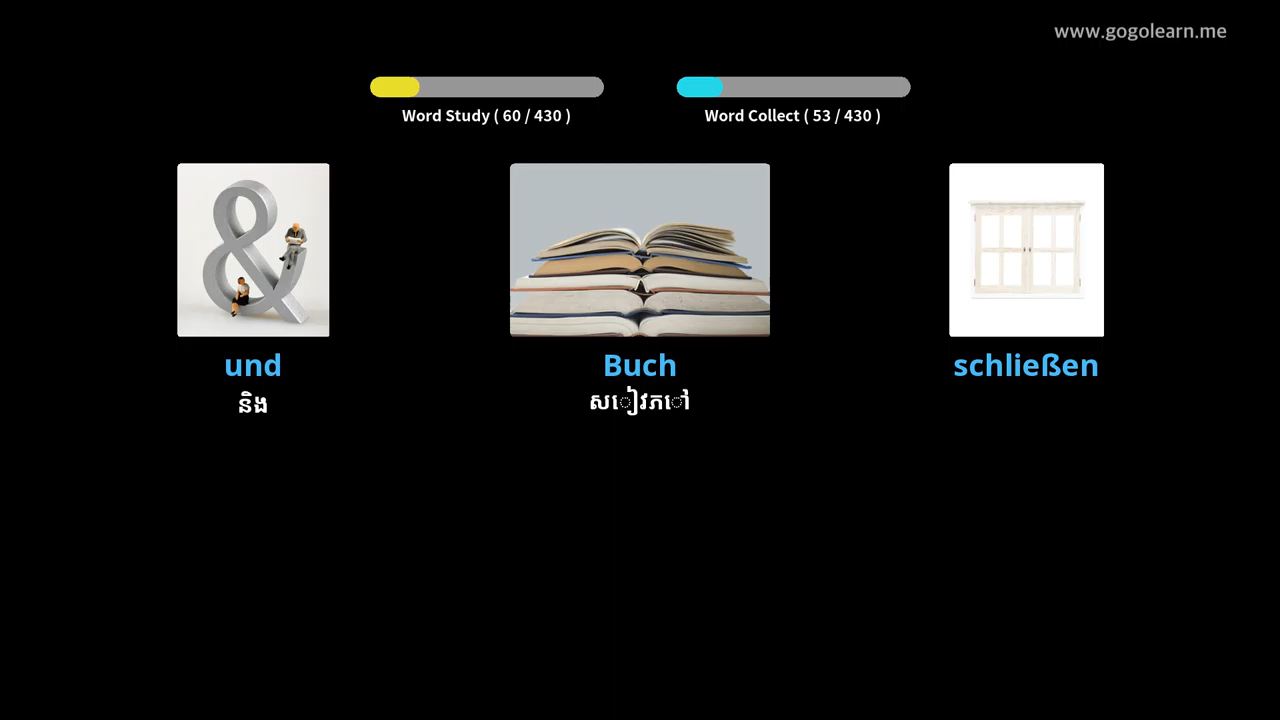 www.gogolearn.me
Word Study ( 60 / 430 )
Word Collect ( 53 / 430 )
und
Buch
schließen
និង
សៀវភៅ